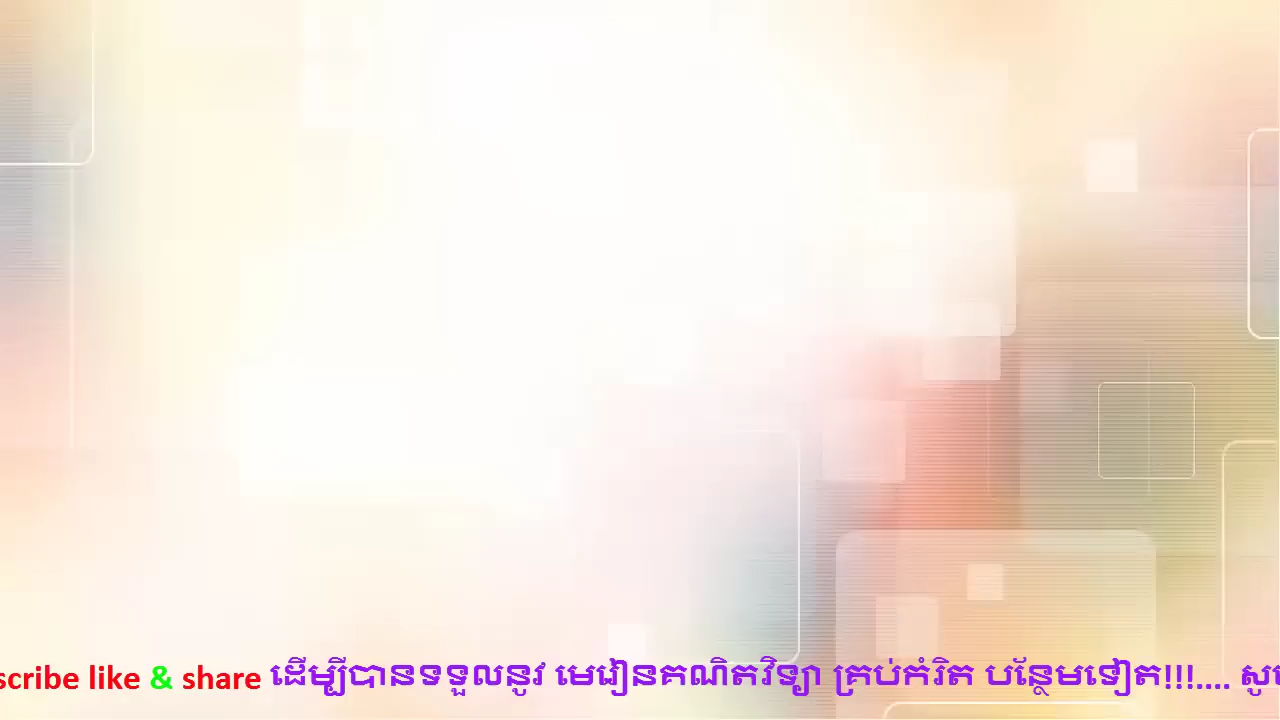 scribe like & share ដើម្បីបានទទួលនូវ មេរៀនគណិតវិទ្យា គ្រប់កំរិត បន្ថែមទៀត!!!.... សូ